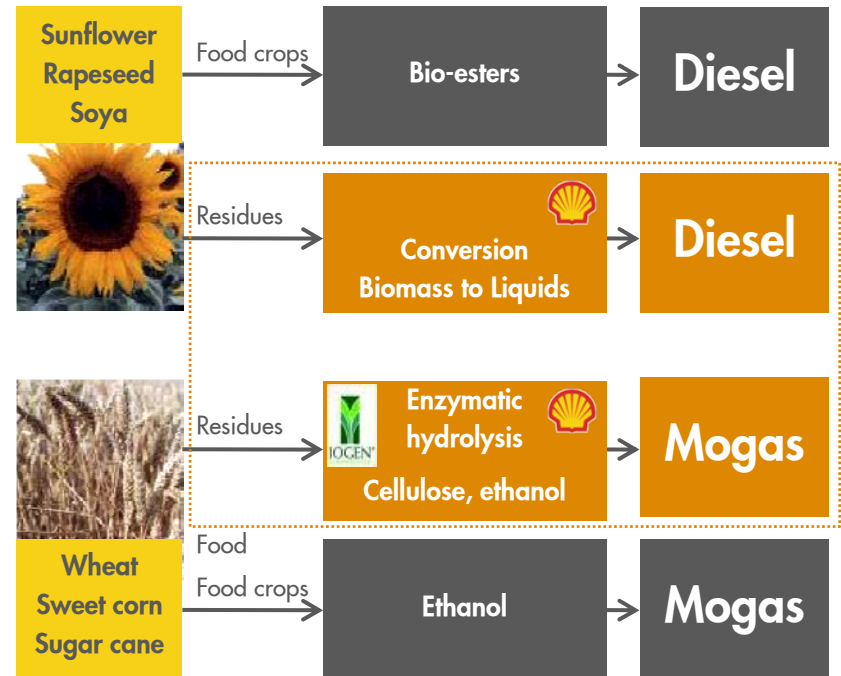 Sunflower
Rapeseed
Soya
Food crops
Bio-esters
Diesel
Residues
Conversion
Biomass to Liquids
Diesel
Residues
IOGEN
Enzymatic
hydrolysis
Cellulose, ethanol
Mogas
Wheat
Sweet corn
Sugar cane
Food
Food crops
Ethanol
Mogas